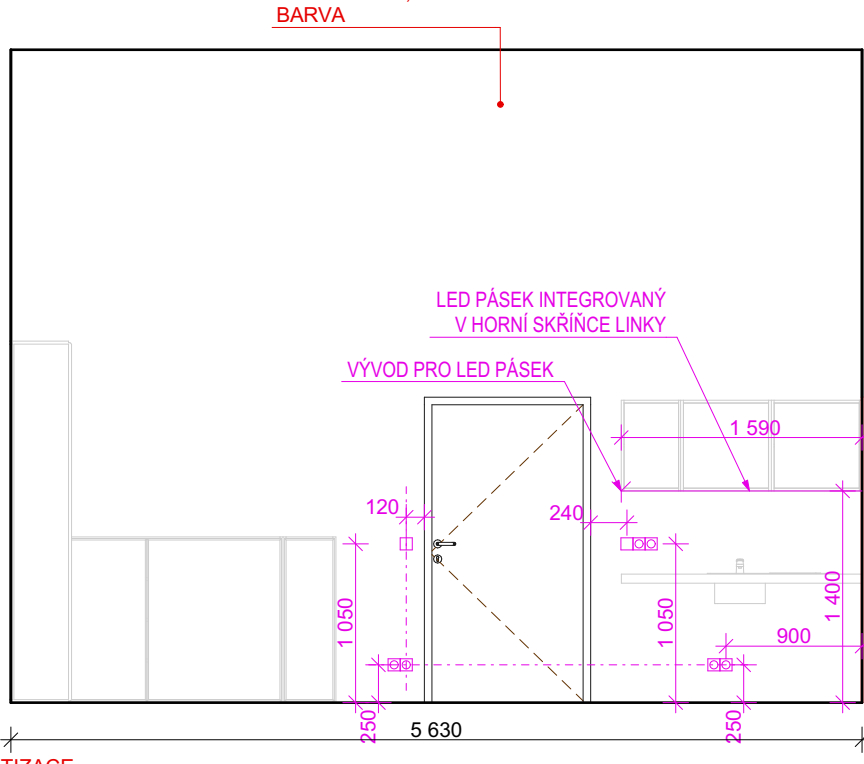 BARVA
LED PÁSEK INTEGROVANÝ
V HORNÍ SKŘÍŇCE LINKY
VÝVOD PRO LED PÁSEK
1 590
120
240
1 050
1 050
1 400
900
250
250
5 630